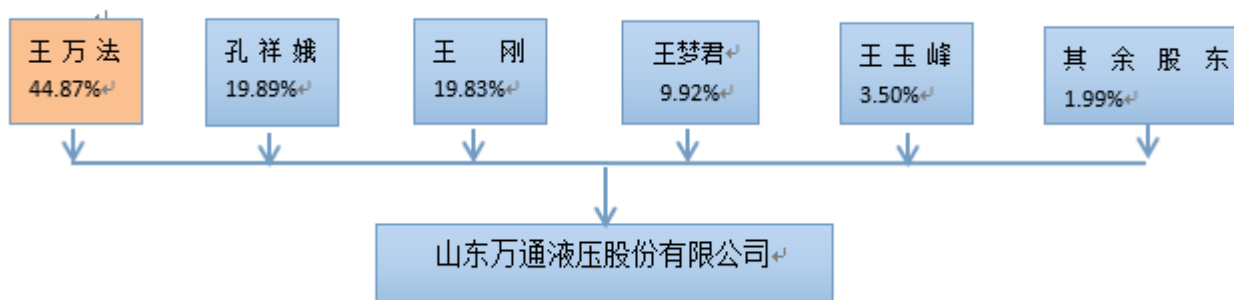 王万法
44.87%
孔祥娥
19.89%
王刚
19.83%
王梦君
9.92%
王玉峰
3.50%
其余股东
1.99%
山东万通液压股份有限公司